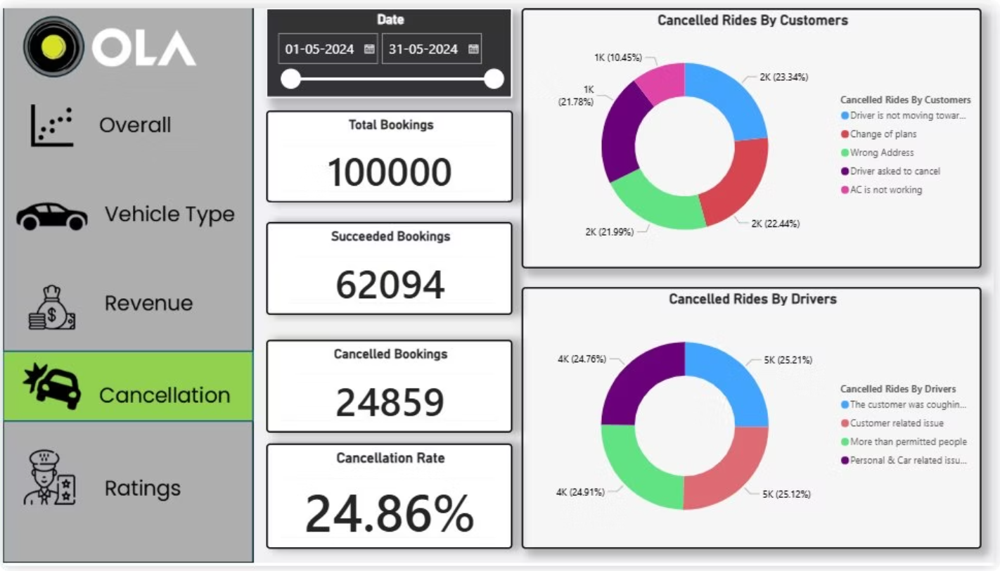 OLA
Overall
Vehicle Type
Revenue
Cancellation
Ratings
Date
01-05-2024
31-05-2024
Total Bookings
100000
Succeeded Bookings
62094
Cancelled Bookings
24859
Cancellation Rate
24.86%
Cancelled Rides By Customers
1K (10.45%)
2K (23.34%)
1K
(21.78%)
2K (21.99%)
2K (22.44%)
Cancelled Rides By Customers
Driver is not moving towar...
Change of plans
Wrong Address
Driver asked to cancel
AC is not working
Cancelled Rides By Drivers
4K (24.76%)
5K (25.21%)
4K (24.91%)
5K (25.12%)
Cancelled Rides By Drivers
The customer was coughin...
Customer related issue
More than permitted people
Personal & Car related issu...